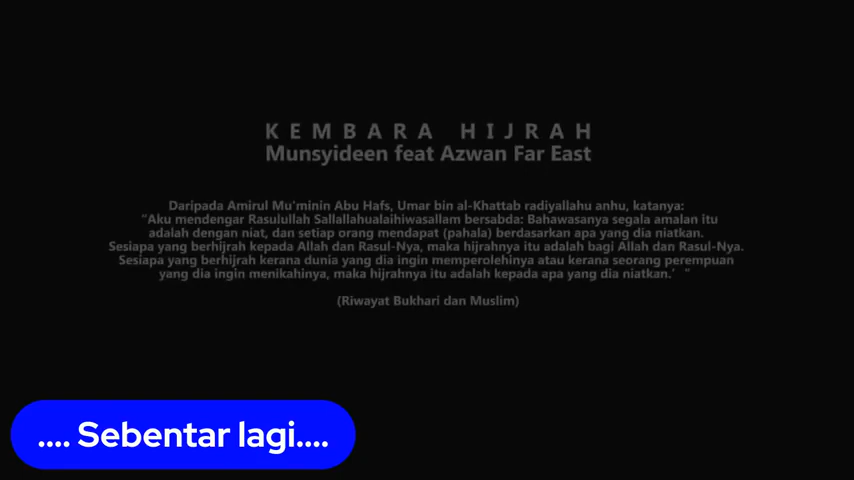 KEMBARA HIJRAH
Munsyideen feat Azwan Far East
Daripada Amirul Mu'minin Abu Hafs, Umar bin al-Khattab radiyallahu anhu, katanya:
“Aku mendengar Rasulullah Sallallahualaihiwasallam bersabda: Bahawasanya segala amalan itu
adalah dengan niat, dan setiap orang mendapat (pahala) berdasarkan apa yang dia niatkan.
Sesiapa yang berhijrah kepada Allah dan Rasul-Nya, maka hijrahnya itu adalah bagi Allah dan Rasul-Nya.
Sesiapa yang berhijrah kerana dunia yang dia ingin memperolehinya atau kerana seorang perempuan
yang dia ingin menikahinya, maka hijrahnya itu adalah kepada apa yang dia niatkan.’ "
(Riwayat Bukhari dan Muslim)
.... Sebentar lagi....